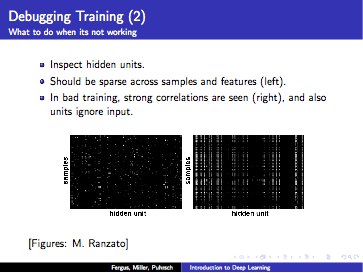 Debugging Training (2)
What to do when its not working
Inspect hidden units.
Should be sparse across samples and features (left).
In bad training, strong correlations are seen (right), and also
units ignore input.
samples
hidden unit
samples
hidden unit
[Figures: M. Ranzato]
Fergus, Miller, Puhrsch
Introduction to Deep Learning